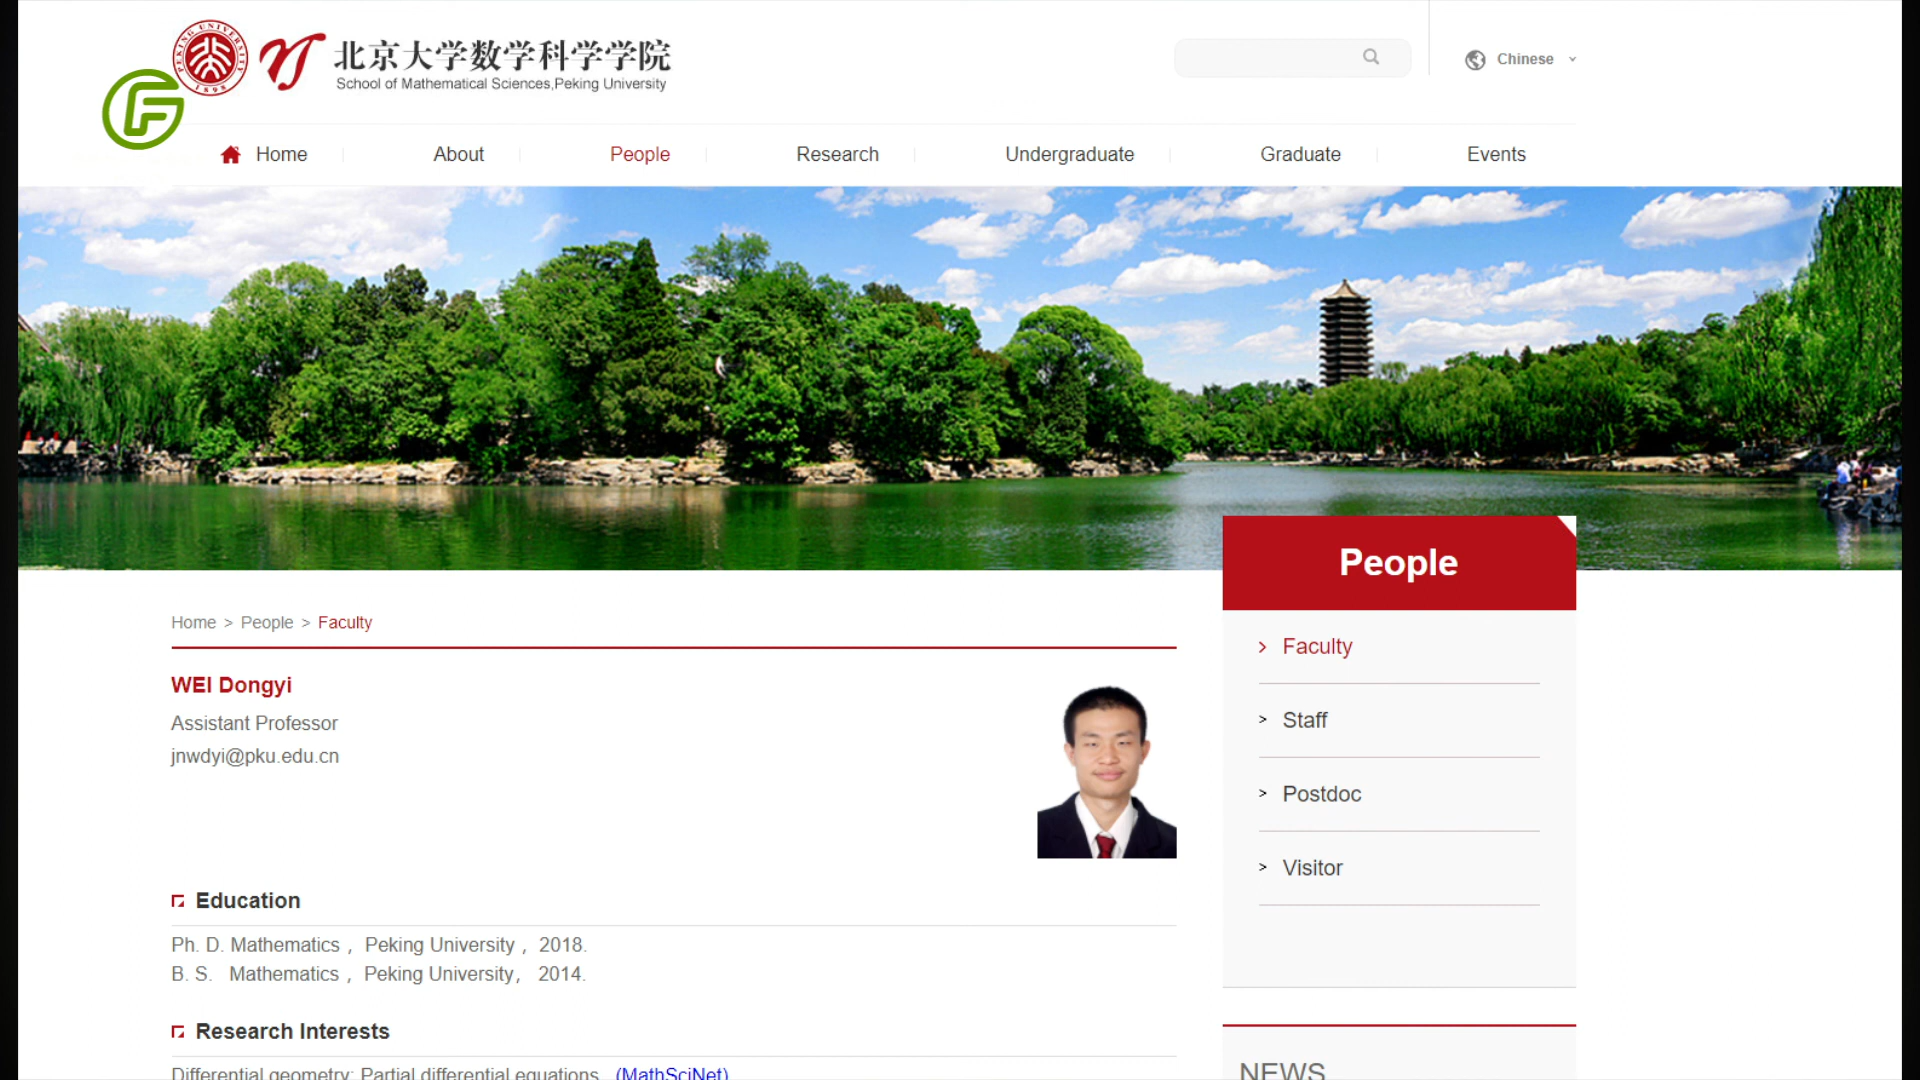 PEKING UNIVERSITY
1898
北京大学数学科学学院
School of Mathematical Sciences,Peking University
Chinese
Home
About
People
Research
Undergraduate
Graduate
Events
People
Home > People > Faculty
WEI Dongyi
Assistant Professor
jnwdyi@pku.edu.cn
Education
Ph. D. Mathematics， Peking University， 2018.
B. S. Mathematics， Peking University， 2014.
Research Interests
Differential geometry; Partial differential equations (MathSciNet)
> Faculty
> Staff
> Postdoc
> Visitor
NEWS